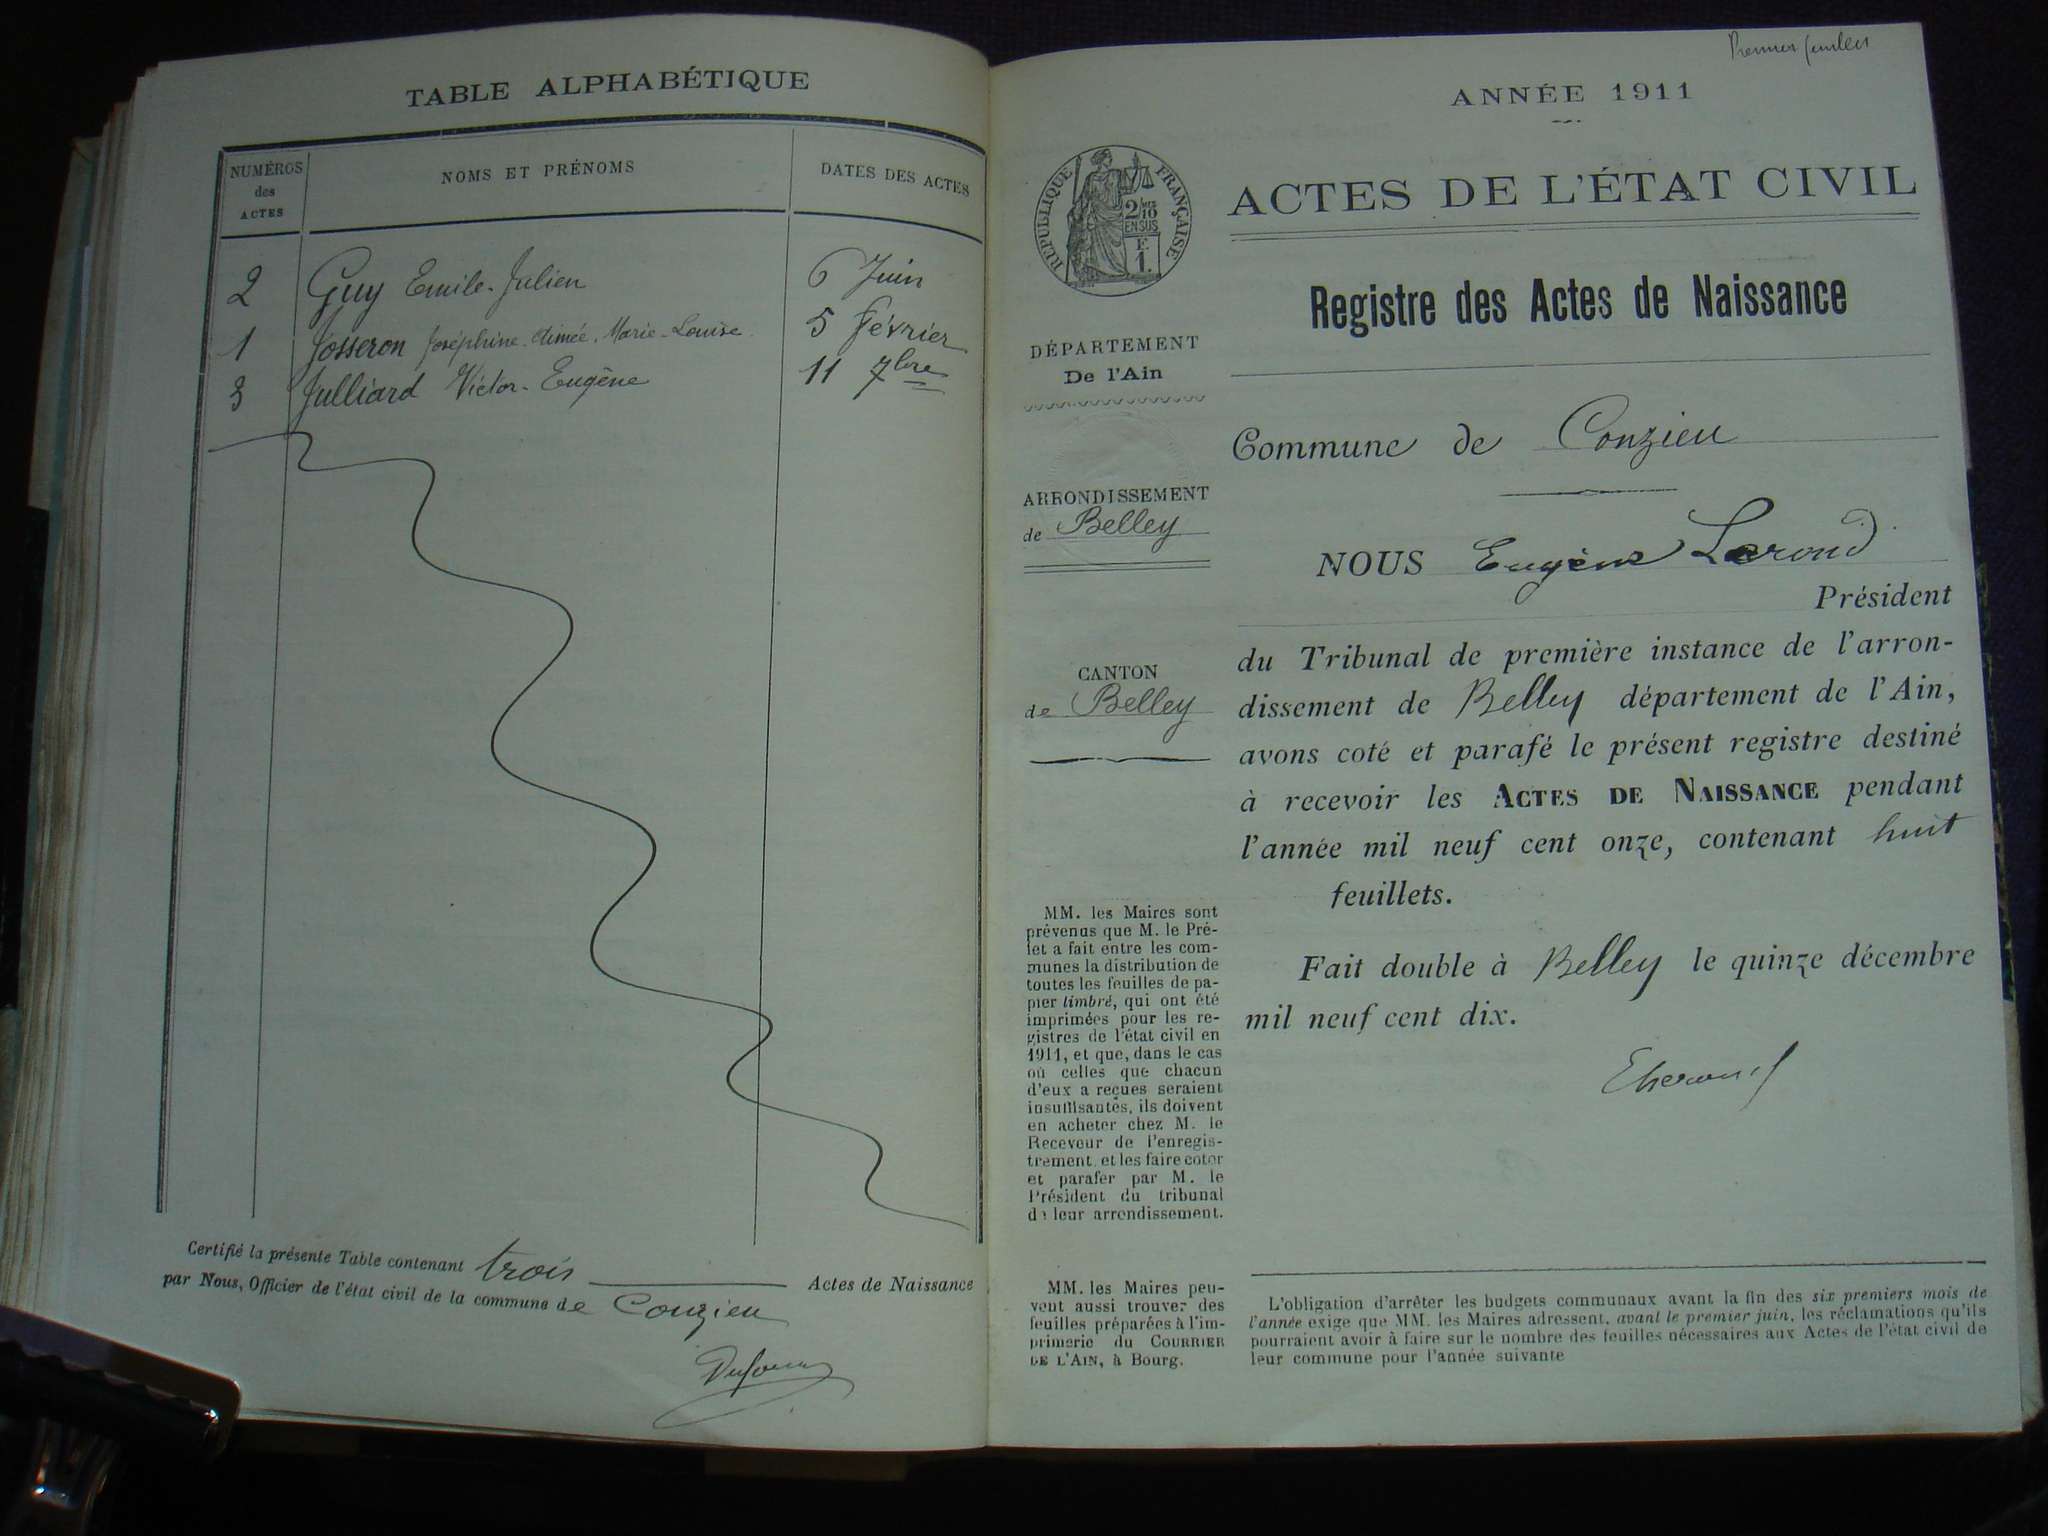 TABLE ALPHABÉTIQUE
NUMÉROS
des
ACTES
NOMS ET PRÉNOMS
DATES DES ACTES
2 Guy Emile-Julien 6 Juin
1 Josseron Joséphine-Aimée-Marie-Louise 5 février
3 Julliard Victor-Eugène 11 7bre
Certifié la présente Table contenant trois Actes de Naissance
par Nous, Officier de l'état civil de la commune de Conzieu
Premier feuillet
ANNÉE 1911
RÉPUBLIQUE FRANÇAISE
2/10
EN SUS
1
ACTES DE L'ÉTAT CIVIL
Registre des Actes de Naissance
DÉPARTEMENT
De l'Ain
ARRONDISSEMENT
de Belley
CANTON
de Belley
MM. les Maires sont
prévenus que M. le Pré-
fet a fait entre les com-
munes la distribution de
toutes les feuilles de pa-
pier timbré, qui ont été
imprimées pour les re-
gistres de l'état civil en
1911, et que, dans le cas
où celles que chacun
d'eux a reçues seraient
insuffisantes, ils doivent
en acheter chez M. le
Receveur de l'enregis-
trement et les faire coter
et parafer par M. le
Président du tribunal
de leur arrondissement.
MM. les Maires peu-
vent aussi trouver des
feuilles préparées à l'im-
primerie du COURRIER
DE L'AIN, à Bourg.
Commune de Conzieu
NOUS Eugène
Président
du Tribunal de première instance de l'arron-
dissement de Belley département de l'Ain,
avons coté et parafé le présent registre destiné
à recevoir les ACTES DE NAISSANCE pendant
l'année mil neuf cent onze, contenant huit
feuillets.
Fait double à Belley le quinze décembre
mil neuf cent dix.
L'obligation d'arrêter les budgets communaux avant la fin des six premiers mois de
l'année exige que MM. les Maires adressent, avant le premier juin, les réclamations qu'ils
pourraient avoir à faire sur le nombre des feuilles nécessaires aux Actes de l'état civil de
leur commune pour l'année suivante